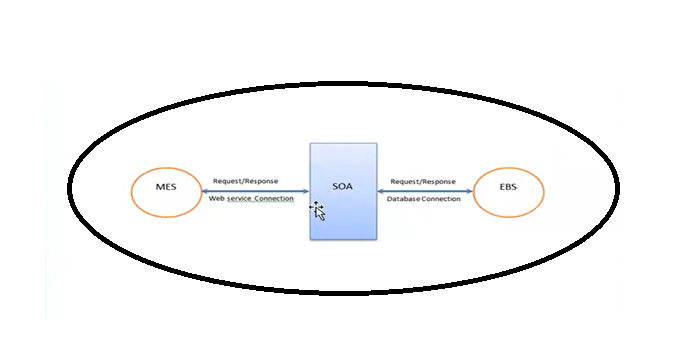 MES
Request/Response
Web service Connection
SOA
Request/Response
Database Connection
EBS